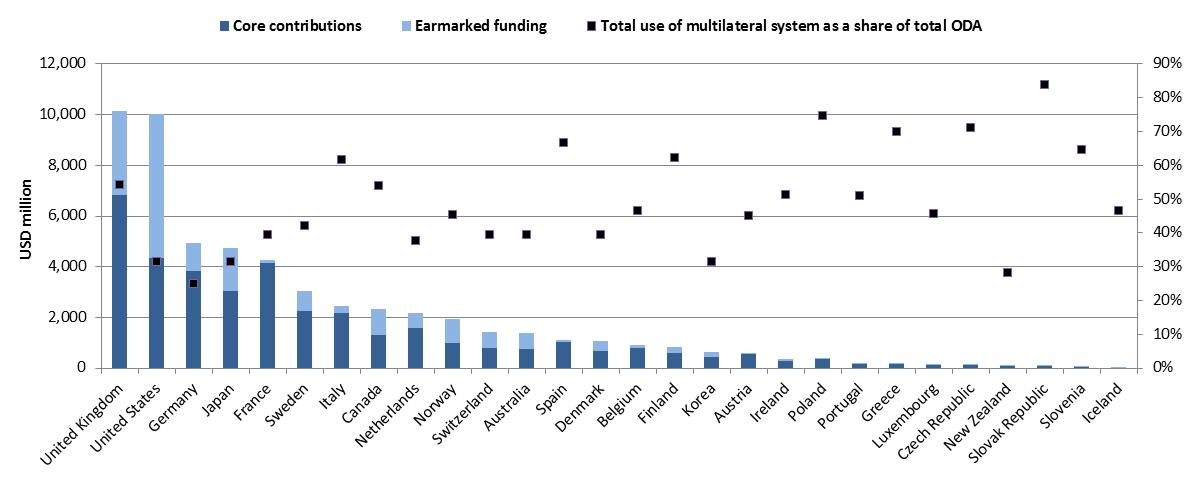 Core contributions Earmarked funding Total use of multilateral system as a share of total ODA
12,000 90%
80%
10,000
70%
8,000 60%
50%
6,000
40%
4,000 30%
20%
2,000
10%
0 0%
USD million
United Kingdom
United States
Germany
Japan
France
Sweden
Italy
Canada
Netherlands
Norway
Switzerland
Australia
Spain
Denmark
Belgium
Finland
Korea
Austria
Ireland
Poland
Portugal
Greece
Luxembourg
Czech Republic
New Zealand
Slovak Republic
Slovenia
Iceland